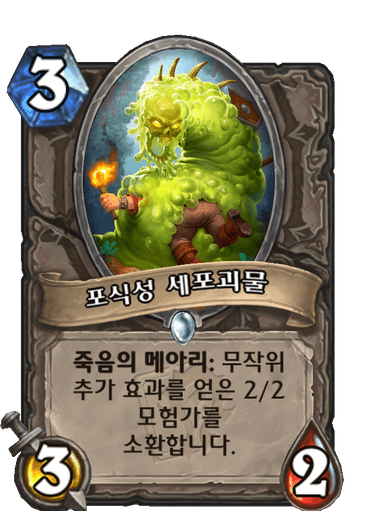 3
포식성 세포괴물
죽음의 메아리: 무작위
추가 효과를 얻은 2/2
모험가를
소환합니다.
3
2